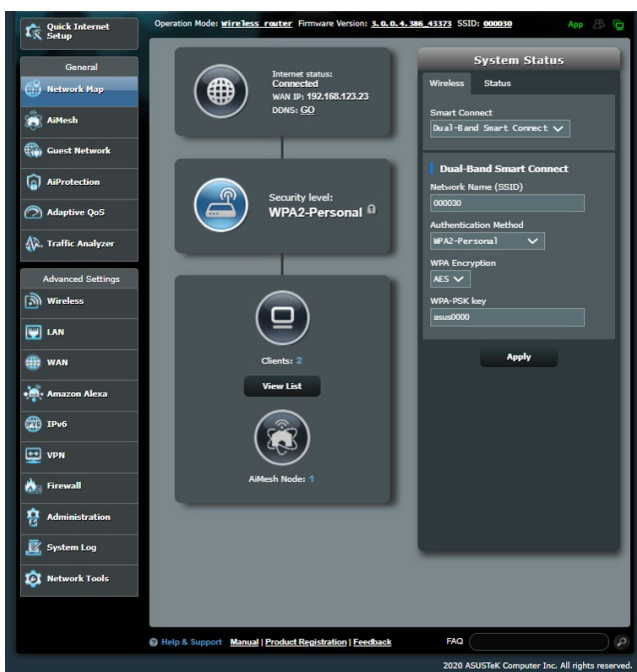 Quick Internet
Setup
Operation Mode: Wireless router Firmware Version: 3.0.0.4.386_43373 SSID: 000030
App
General
Network Map
AiMesh
Guest Network
AiProtection
Adaptive QoS
Traffic Analyzer
Advanced Settings
Wireless
LAN
WAN
Amazon Alexa
IPv6
VPN
Firewall
Administration
System Log
Network Tools
Internet status:
Connected
WAN IP: 192.168.123.23
DDNS: GO
Security level:
WPA2-Personal
Clients: 2
View List
AiMesh Node: 1
System Status
Wireless Status
Smart Connect
Dual-Band Smart Connect
Dual-Band Smart Connect
Network Name (SSID)
000030
Authentication Method
WPA2-Personal
WPA Encryption
AES
WPA-PSK key
asus0000
Apply
Help & Support Manual | Product Registration | Feedback FAQ
2020 ASUSTeK Computer Inc. All rights reserved.